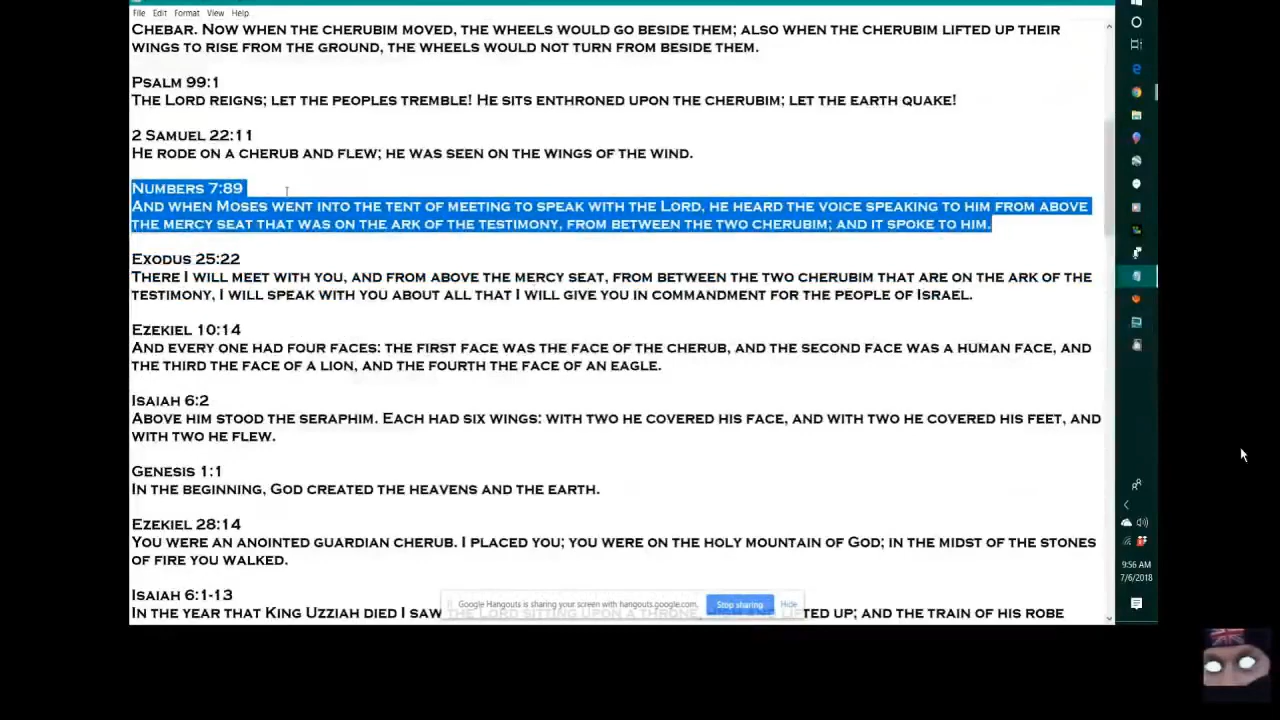 File Edit Format View Help
Chebar. Now when the cherubim moved, the wheels would go beside them; also when the cherubim lifted up their
wings to rise from the ground, the wheels would not turn from beside them.
Psalm 99:1
The Lord reigns; let the peoples tremble! He sits enthroned upon the cherubim; let the earth quake!
2 Samuel 22:11
He rode on a cherub and flew; he was seen on the wings of the wind.
Numbers 7:89
And when Moses went into the tent of meeting to speak with the Lord, he heard the voice speaking to him from above
the mercy seat that was on the ark of the testimony, from between the two cherubim; and it spoke to him.
Exodus 25:22
There I will meet with you, and from above the mercy seat, from between the two cherubim that are on the ark of the
testimony, I will speak with you about all that I will give you in commandment for the people of Israel.
Ezekiel 10:14
And every one had four faces: the first face was the face of the cherub, and the second face was a human face, and
the third the face of a lion, and the fourth the face of an eagle.
Isaiah 6:2
Above him stood the seraphim. Each had six wings: with two he covered his face, and with two he covered his feet, and
with two he flew.
Genesis 1:1
In the beginning, God created the heavens and the earth.
Ezekiel 28:14
You were an anointed guardian cherub. I placed you; you were on the holy mountain of God; in the midst of the stones
of fire you walked.
Isaiah 6:1-13
In the year that King Uzziah died I saw the Lord sitting upon a throne, high and lifted up; and the train of his robe
Google Hangouts is sharing your screen with hangouts.google.com.
Stop sharing
Hide
9:56 AM
7/6/2018